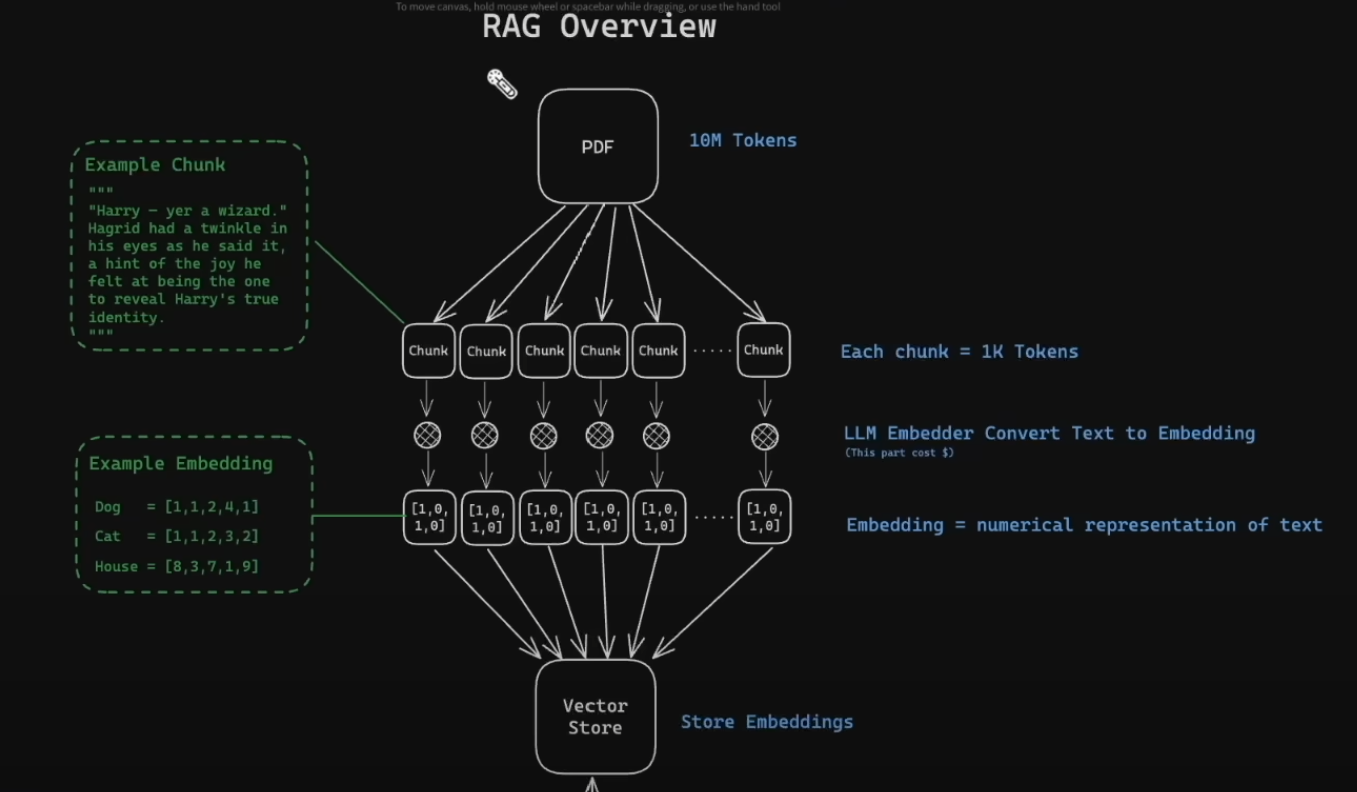 To move canvas, hold mouse wheel or spacebar while dragging, or use the hand tool
RAG Overview
PDF
10M Tokens
Example Chunk
"""
"Harry — yer a wizard."
Hagrid had a twinkle in
his eyes as he said it,
a hint of the joy he
felt at being the one
to reveal Harry's true
identity.
"""
Chunk Chunk Chunk Chunk Chunk ..... Chunk
Each chunk = 1K Tokens
LLM Embedder Convert Text to Embedding
(This part cost $)
Example Embedding
Dog = [1,1,2,4,1]
Cat = [1,1,2,3,2]
House = [8,3,7,1,9]
[1,0, [1,0, [1,0, [1,0, [1,0, ..... [1,0,
1,0] 1,0] 1,0] 1,0] 1,0] 1,0]
Embedding = numerical representation of text
Vector
Store
Store Embeddings